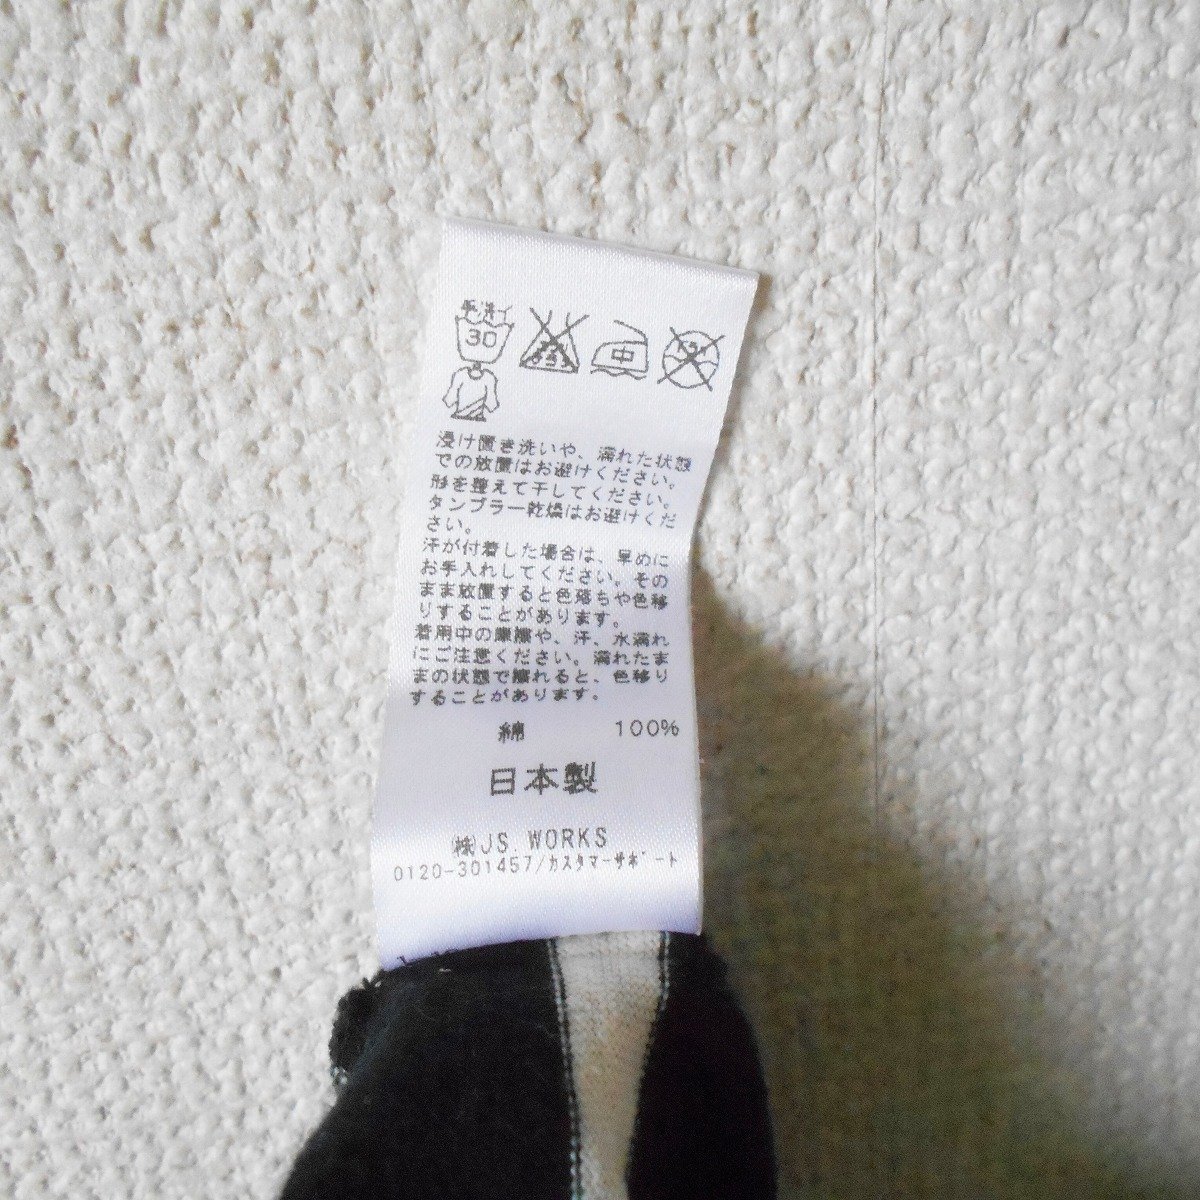 手洗イ
30
中
浸け置き洗いや、濡れた状態
での放置はお避けください。
形を整えて干してください。
タンブラー乾燥はお避けくだ
さい。
汗が付着した場合は、早めに
お手入れしてください。その
まま放置すると色落ちや色移
りすることがあります。
着用中の摩擦や、汗、水濡れ
にご注意ください。濡れたま
まの状態で擦れると、色移り
することがあります。
綿 100%
日本製
㈱JS. WORKS
0120-301457/カスタマーサポート